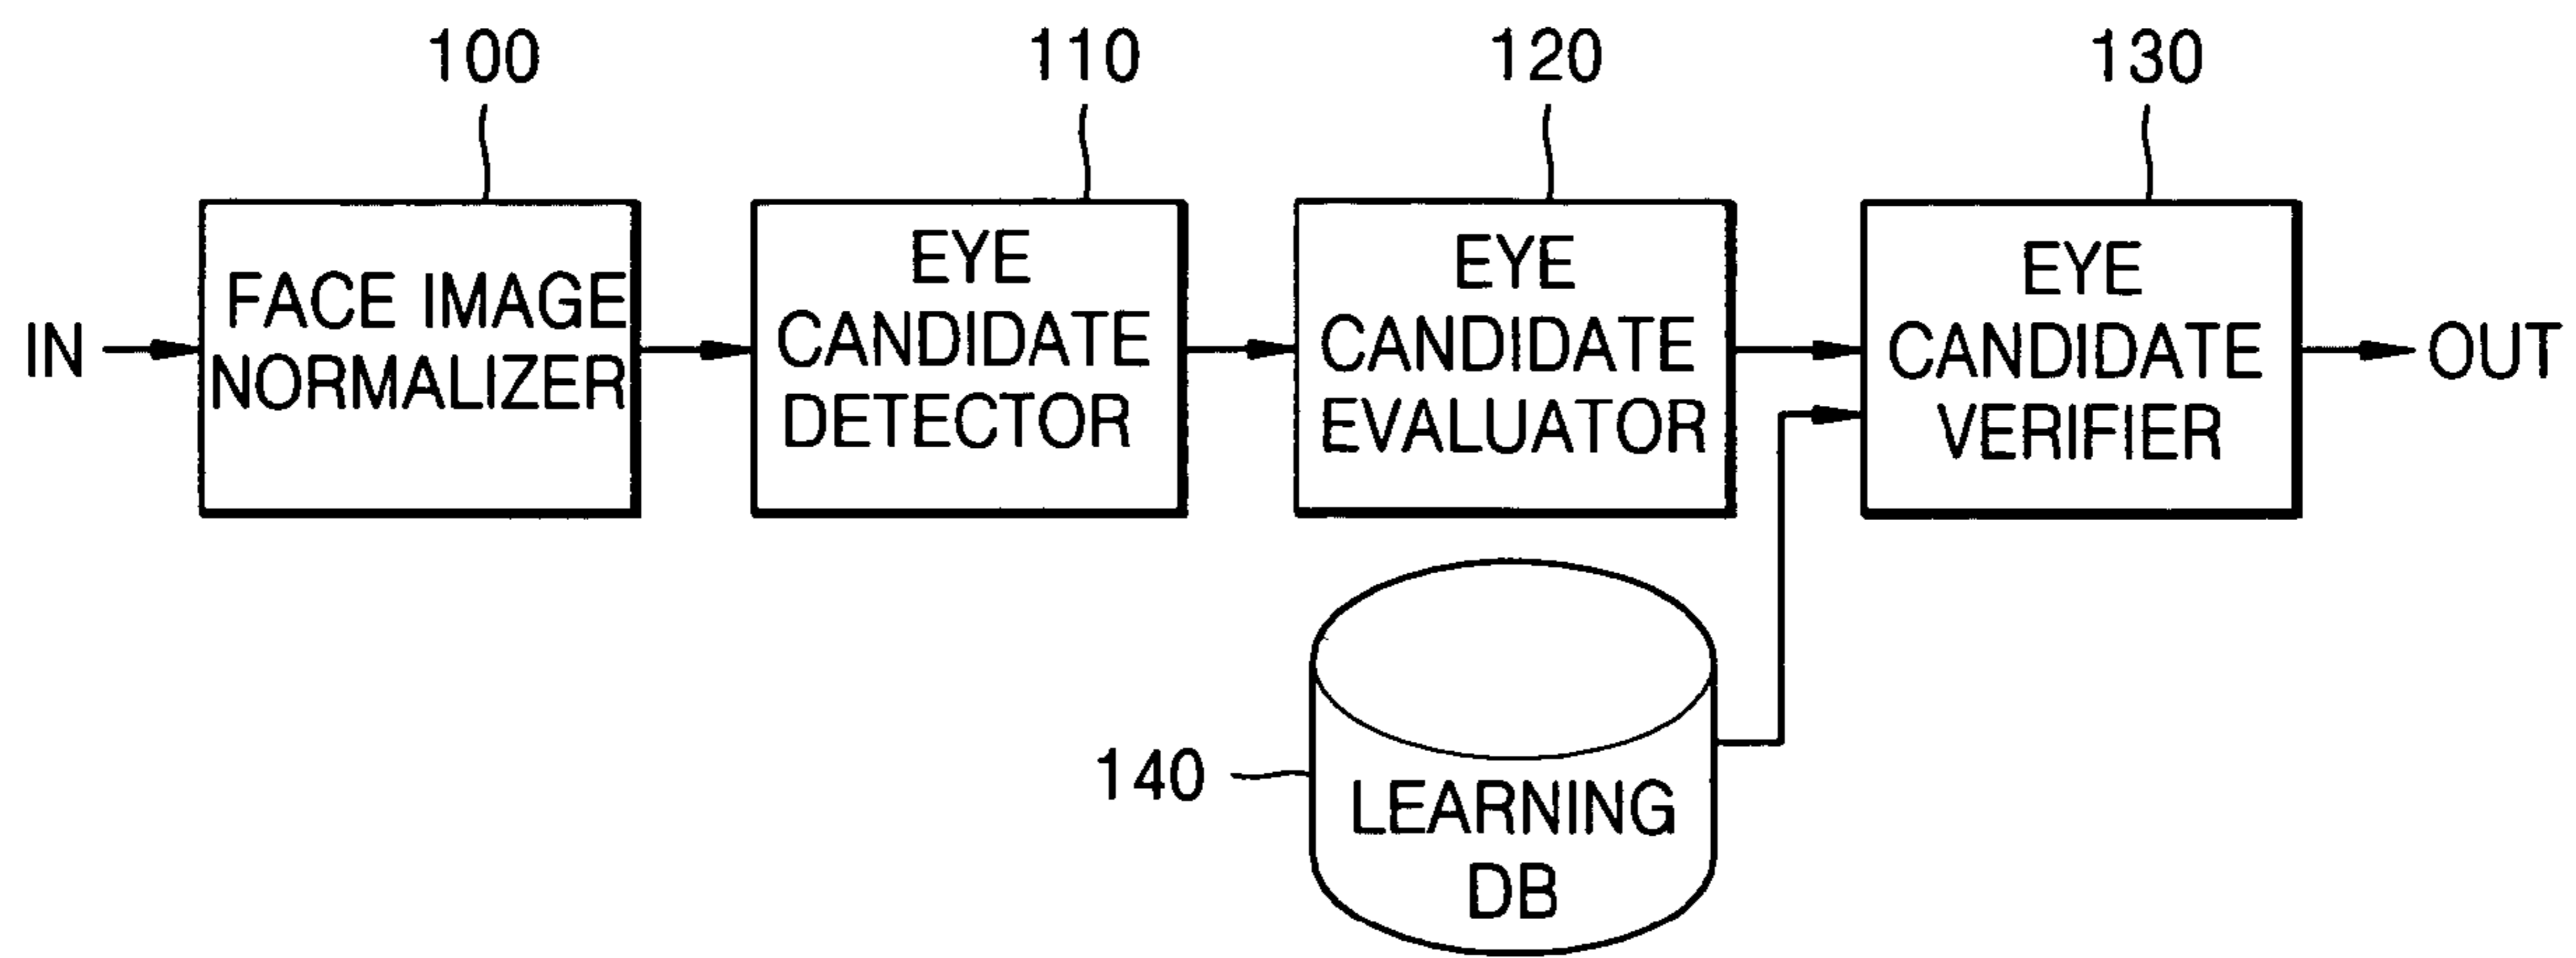 100
110
120
130
IN
FACE IMAGE
NORMALIZER
EYE
CANDIDATE
DETECTOR
EYE
CANDIDATE
EVALUATOR
EYE
CANDIDATE
VERIFIER
OUT
140
LEARNING
DB